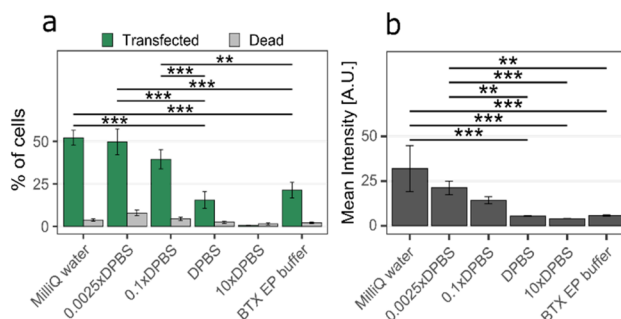 a
Transfected
Dead
% of cells
50
25
0
**
***
***
***
***
***
MilliQ water
0.0025xDPBS
0.1xDPBS
DPBS
10xDPBS
BTX EP buffer
b
Mean Intensity [A.U.]
50
25
0
**
***
**
***
***
***
MilliQ water
0.0025xDPBS
0.1xDPBS
DPBS
10xDPBS
BTX EP buffer